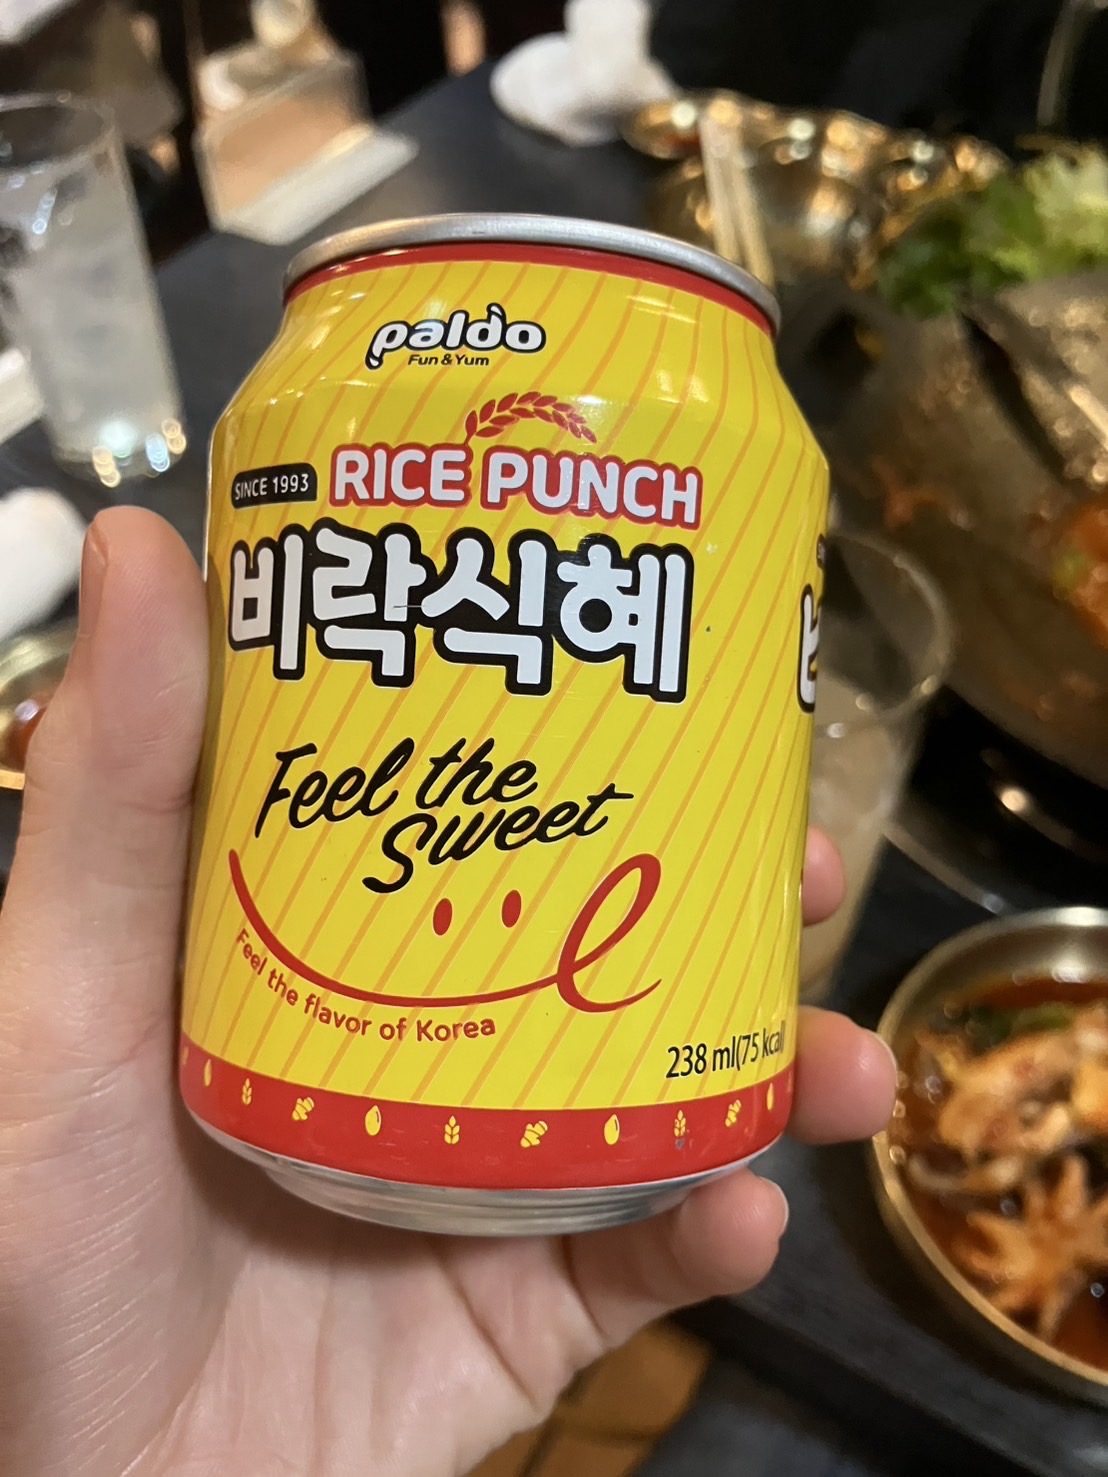 paldo
Fun & Yum
SINCE 1993
RICE PUNCH
비락식혜
Feel the
Sweet
Feel the flavor of Korea
238 ml(75 kcal